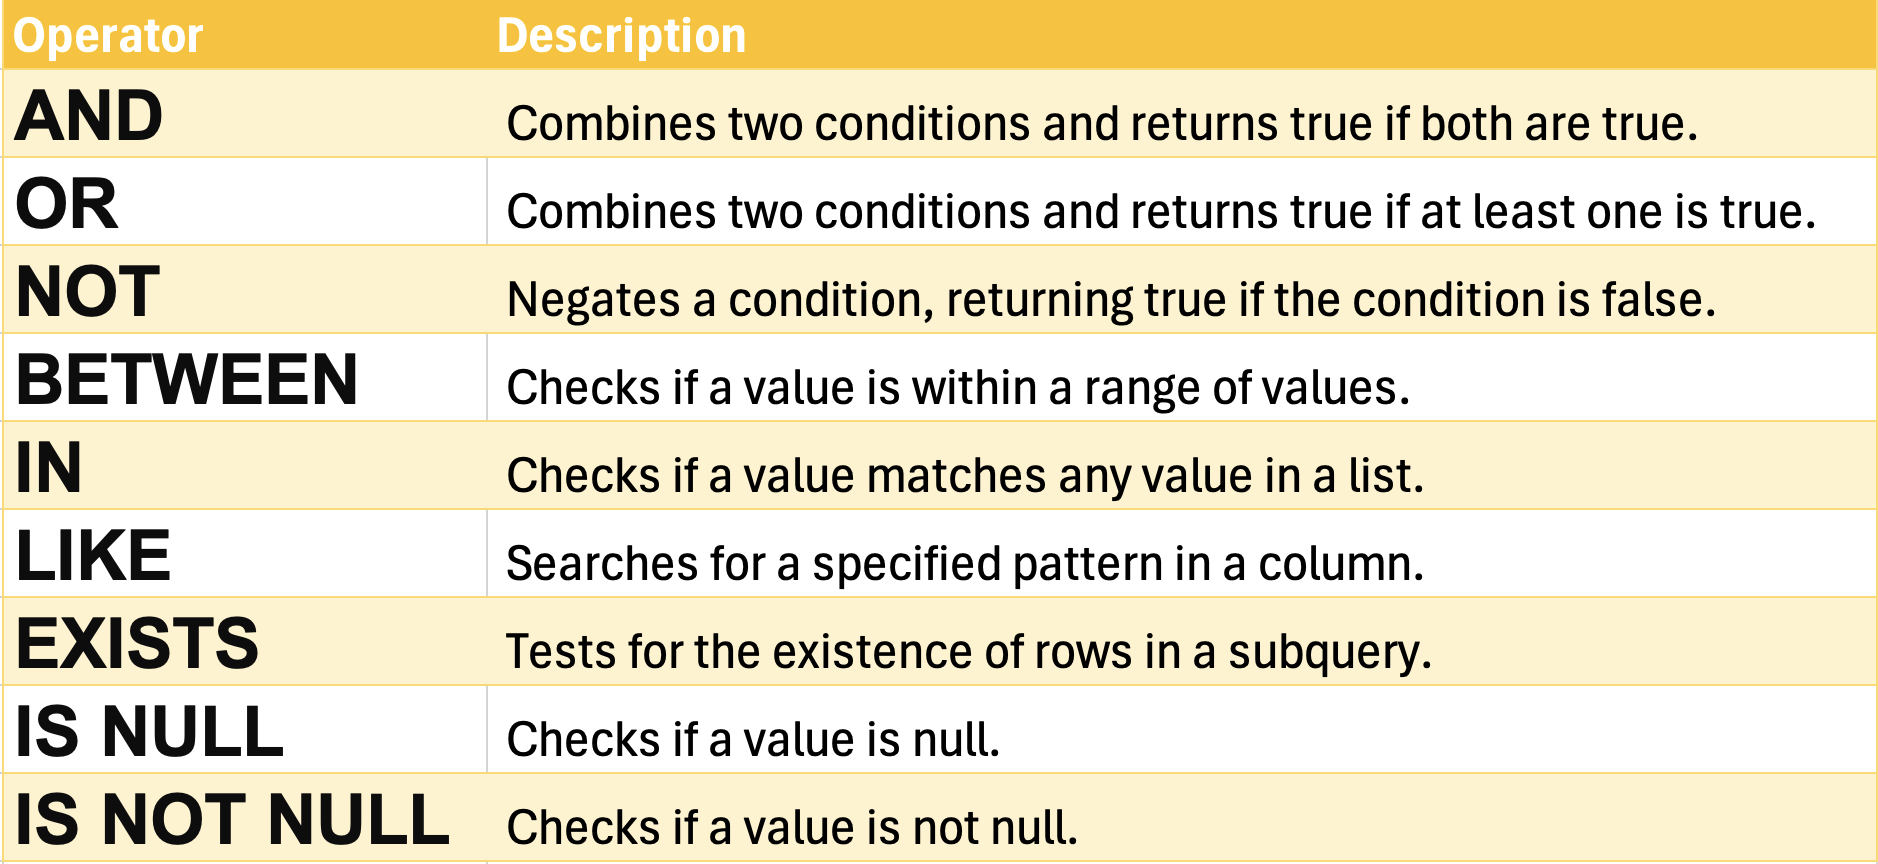 Operator Description
AND Combines two conditions and returns true if both are true.
OR Combines two conditions and returns true if at least one is true.
NOT Negates a condition, returning true if the condition is false.
BETWEEN Checks if a value is within a range of values.
IN Checks if a value matches any value in a list.
LIKE Searches for a specified pattern in a column.
EXISTS Tests for the existence of rows in a subquery.
IS NULL Checks if a value is null.
IS NOT NULL Checks if a value is not null.